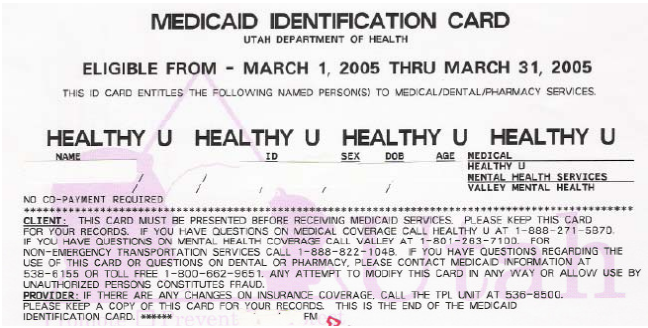 MEDICAID IDENTIFICATION CARD
UTAH DEPARTMENT OF HEALTH
ELIGIBLE FROM - MARCH 1, 2005 THRU MARCH 31, 2005
THIS ID CARD ENTITLES THE FOLLOWING NAMED PERSON(S) TO MEDICAL/DENTAL/PHARMACY SERVICES.
HEALTHY U HEALTHY U HEALTHY U HEALTHY U
NAME ID SEX DOB AGE MEDICAL
HEALTHY U
/ / / / MENTAL HEALTH SERVICES
/ / / / VALLEY MENTAL HEALTH
NO CO-PAYMENT REQUIRED
CLIENT: THIS CARD MUST BE PRESENTED BEFORE RECEIVING MEDICAID SERVICES. PLEASE KEEP THIS CARD
FOR YOUR RECORDS. IF YOU HAVE QUESTIONS ON MEDICAL COVERAGE CALL HEALTHY U AT 1-888-271-5870.
IF YOU HAVE QUESTIONS ON MENTAL HEALTH COVERAGE CALL VALLEY AT 1-801-263-7100. FOR
NON-EMERGENCY TRANSPORTATION SERVICES CALL 1-888-822-1048. IF YOU HAVE QUESTIONS REGARDING THE
USE OF THIS CARD OR QUESTIONS ON DENTAL OR PHARMACY, PLEASE CONTACT MEDICAID INFORMATION AT
538-6155 OR TOLL FREE 1-800-662-9651. ANY ATTEMPT TO MODIFY THIS CARD IN ANY WAY OR ALLOW USE BY
UNAUTHORIZED PERSONS CONSTITUTES FRAUD.
PROVIDER: IF THERE ARE ANY CHANGES ON INSURANCE COVERAGE, CALL THE TPL UNIT AT 536-8500.
PLEASE KEEP A COPY OF THIS CARD FOR YOUR RECORDS. THIS IS THE END OF THE MEDICAID
IDENTIFICATION CARD. ****** FM
Utah